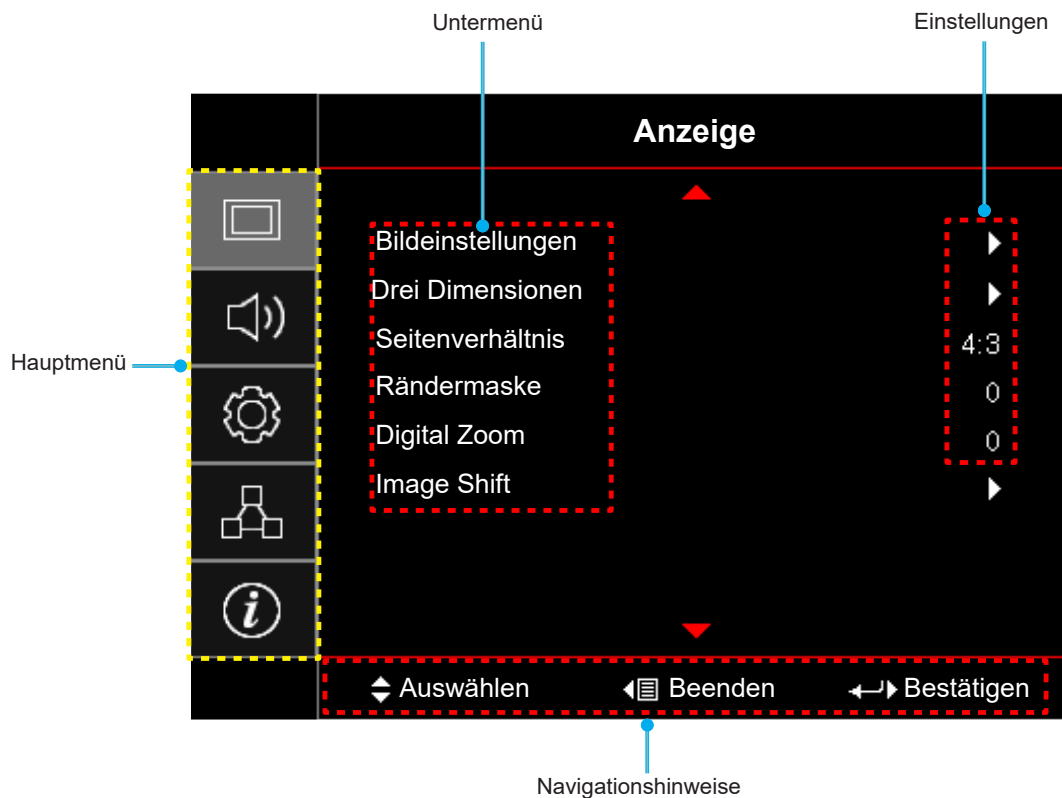 Untermenü
Einstellungen
Anzeige
Bildeinstellungen
Drei Dimensionen
Seitenverhältnis
4:3
Hauptmenü
Rändermaske
0
Digital Zoom
0
Image Shift
i
Auswählen Beenden Bestätigen
Navigationshinweise